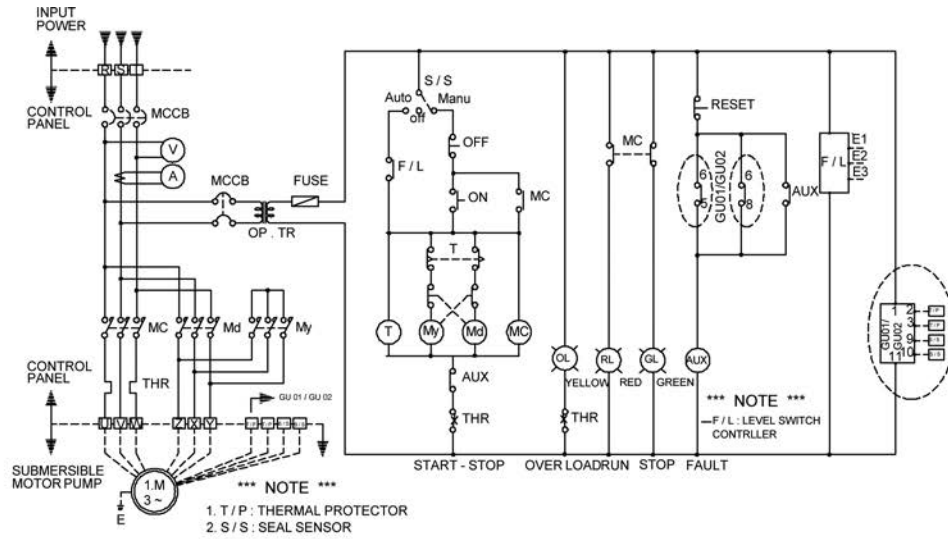 INPUT
POWER
R S
CONTROL
PANEL
MCCB
V
A
MCCB
FUSE
OP . TR
MC
Md
My
CONTROL
PANEL
THR
GU 01 / GU 02
U V W
Z X Y
SUBMERSIBLE
MOTOR PUMP
1.M
3 ~
E
*** NOTE ***
1. T / P : THERMAL PROTECTOR
2. S / S : SEAL SENSOR
S / S
Auto
Manu
off
OFF
F / L
ON
MC
T
T
My
Md
MC
AUX
THR
START - STOP
OL
YELLOW
THR
OVER LOAD
MC
RL
RED
RUN
GL
GREEN
STOP
RESET
GU01/GU02
6
5
6
8
AUX
AUX
FAULT
F / L
E1
E2
E3
*** NOTE ***
F / L : LEVEL SWITCH
CONTRLLER
GU01/
GU02
1
2
3
9
10
11